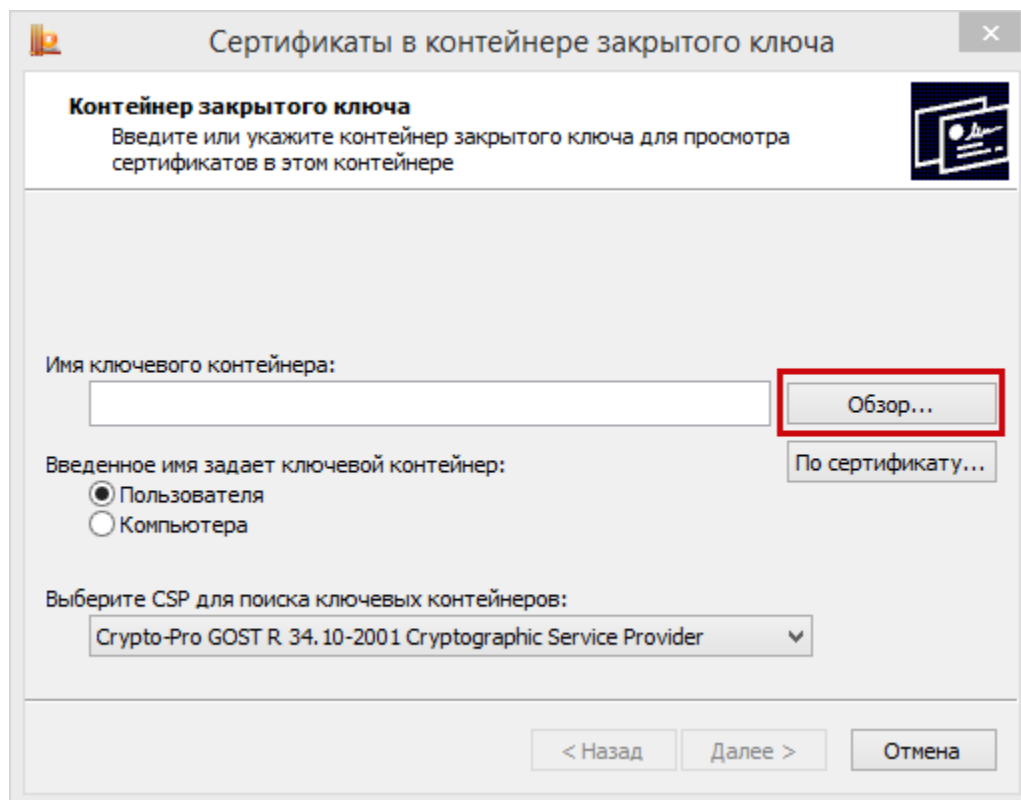 Сертификаты в контейнере закрытого ключа
Контейнер закрытого ключа
Введите или укажите контейнер закрытого ключа для просмотра
сертификатов в этом контейнере
Имя ключевого контейнера:
Обзор...
Введенное имя задает ключевой контейнер:
По сертификату...
Пользователя
Компьютера
Выберите CSP для поиска ключевых контейнеров:
Crypto-Pro GOST R 34.10-2001 Cryptographic Service Provider
< Назад
Далее >
Отмена